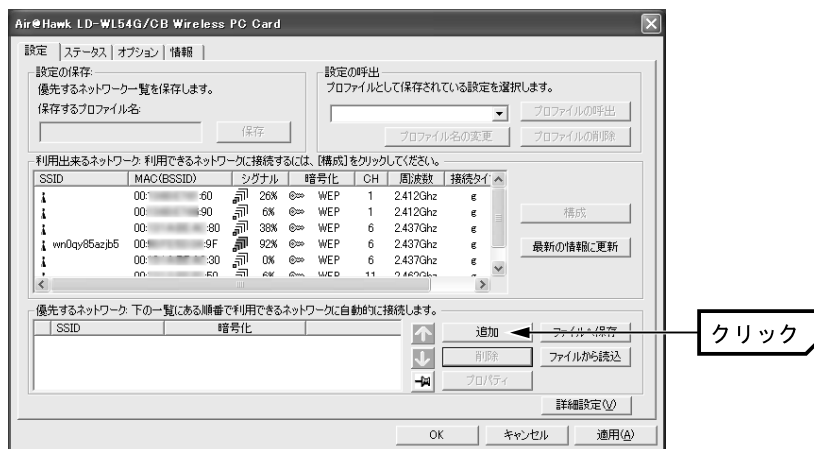 Air@Hawk LD-WL54G/CB Wireless PC Card
設定 ステータス オプション 情報
設定の保存:
優先するネットワーク一覧を保存します。
保存するプロファイル名:
保存
設定の呼出
プロファイルとして保存されている設定を選択します。
プロファイルの呼出
プロファイル名の変更 プロファイルの削除
利用出来るネットワーク: 利用できるネットワークに接続するには、[構成]をクリックしてください。
SSID MAC(BSSID) シグナル 暗号化 CH 周波数 接続タイ
00: :60 26% WEP 1 2.412Ghz g
00: :90 6% WEP 1 2.412Ghz g
00: :80 38% WEP 6 2.437Ghz g
wn0qy85azjb5 00: :9F 92% WEP 6 2.437Ghz g
00: :30 0% WEP 6 2.437Ghz g
00: :50 6% WEP 11 2.462Ghz g
構成
最新の情報に更新
優先するネットワーク: 下の一覧にある順番で利用できるネットワークに自動的に接続します。
SSID 暗号化
追加 ファイルへ保存
削除 ファイルから読込
プロパティ
詳細設定(V)
OK キャンセル 適用(A)
クリック